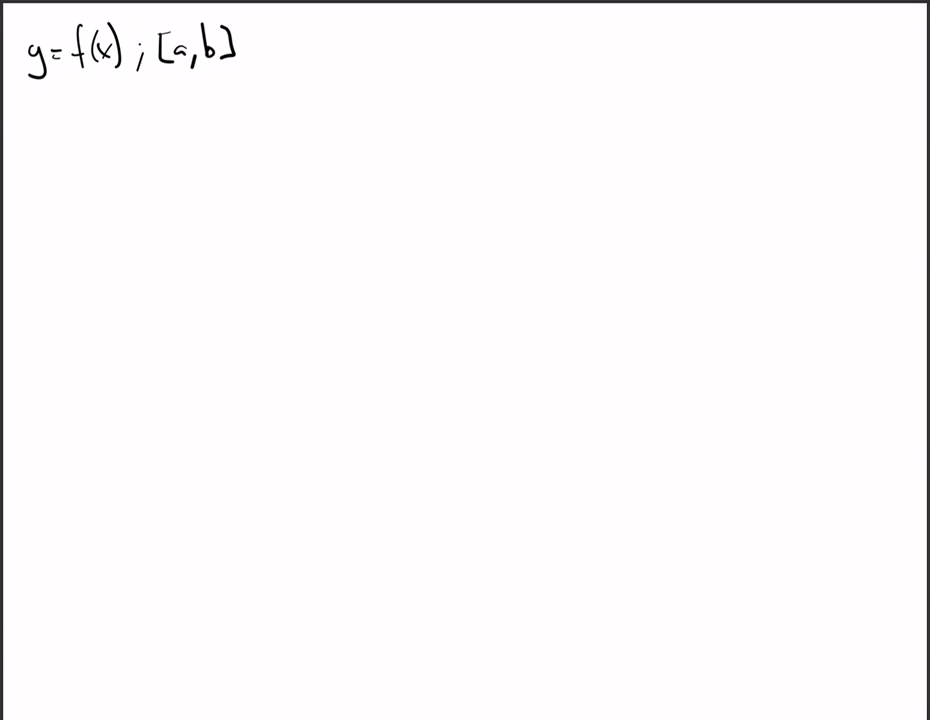 y=f(x) ; [a,b]